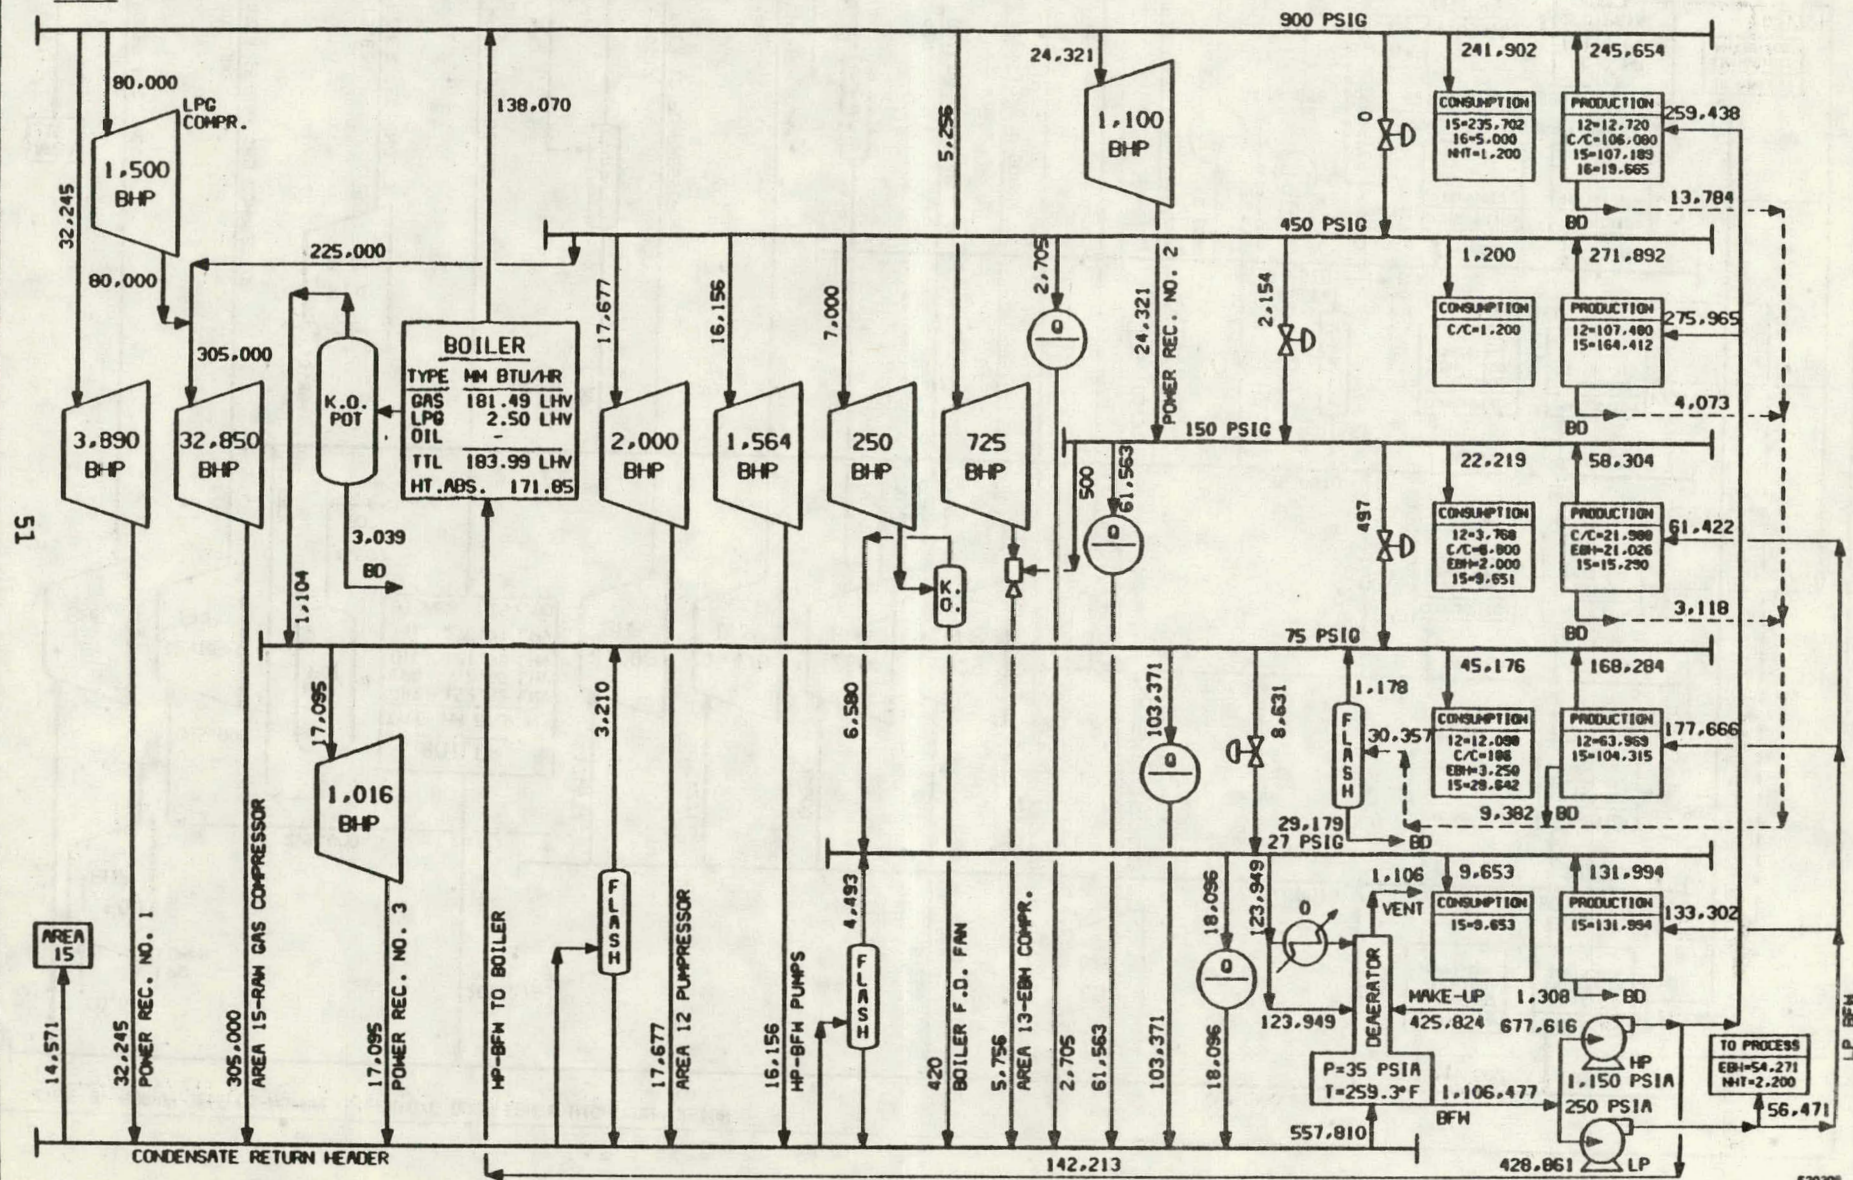 900 PSIG
80,000
LPG
COMPR.
1,500
BHP
32,245
80,000
138,070
5,256
24,321
1,100
BHP
0
241,902
245,654
CONSUMPTION
15=235,702
16=5,000
NHT=1,200
PRODUCTION
12=12,720
C/C=106,080
15=107,189
16=19,665
259,438
BD
13,784
450 PSIG
225,000
17,677
16,156
7,000
2,705
Q
24,321
POWER REC. NO. 2
2,154
1,200
271,892
CONSUMPTION
C/C=1,200
PRODUCTION
12=107,480
15=164,412
275,965
BD
4,073
305,000
K.O.
POT
BOILER
TYPE MM BTU/HR
GAS 181.49 LHV
LPG 2.50 LHV
OIL -
TTL 183.99 LHV
HT.ABS. 171.85
3,890
BHP
32,850
BHP
2,000
BHP
1,564
BHP
250
BHP
725
BHP
150 PSIG
500
61,563
Q
497
22,219
58,304
CONSUMPTION
12=3,768
C/C=6,800
EBH=2,000
15=9,651
PRODUCTION
C/C=21,988
EBH=21,026
15=15,290
61,422
BD
3,118
51
3,039
BD
1,104
K.
O.
75 PSIG
17,095
1,016
BHP
3,210
6,580
103,371
Q
8,631
1,178
FLASH
30,357
45,176
168,284
CONSUMPTION
12=12,098
C/C=186
EBH=3,250
15=29,642
PRODUCTION
12=63,969
15=104,315
177,666
9,382
BD
29,179
BD
27 PSIG
FLASH
4,493
FLASH
18,096
Q
123,949
0
1,106
VENT
9,653
131,994
CONSUMPTION
15=9,653
PRODUCTION
15=131,994
133,302
1,308
BD
DEAERATOR
MAKE-UP
425,824
123,949
P=35 PSIA
T=259.3°F
1,106,477
BFW
557,810
677,616
HP
1,150 PSIA
250 PSIA
428,861
LP
TO PROCESS
EBH=54,271
NHT=2,200
56,471
LP BFW
AREA
15
14,571
32,245
POWER REC. NO. 1
305,000
AREA 15-RAW GAS COMPRESSOR
17,095
POWER REC. NO. 3
HP-BFW TO BOILER
17,677
AREA 12 PUMPRESSOR
16,156
HP-BFW PUMPS
420
BOILER F.D. FAN
5,756
AREA 13-EBH COMPR.
2,705
61,563
103,371
18,096
CONDENSATE RETURN HEADER
142,213